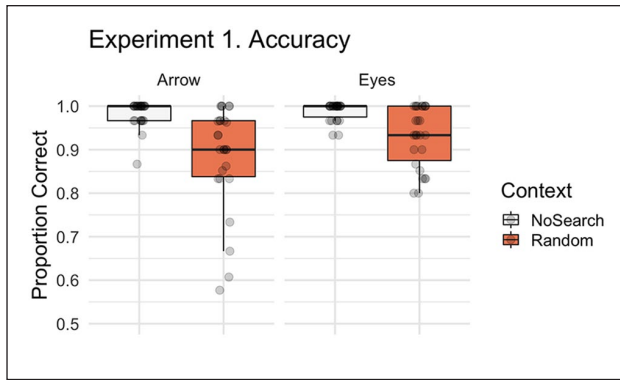 Experiment 1. Accuracy
Arrow
Eyes
Proportion Correct
1.0
0.9
0.8
0.7
0.6
0.5
Context
NoSearch
Random